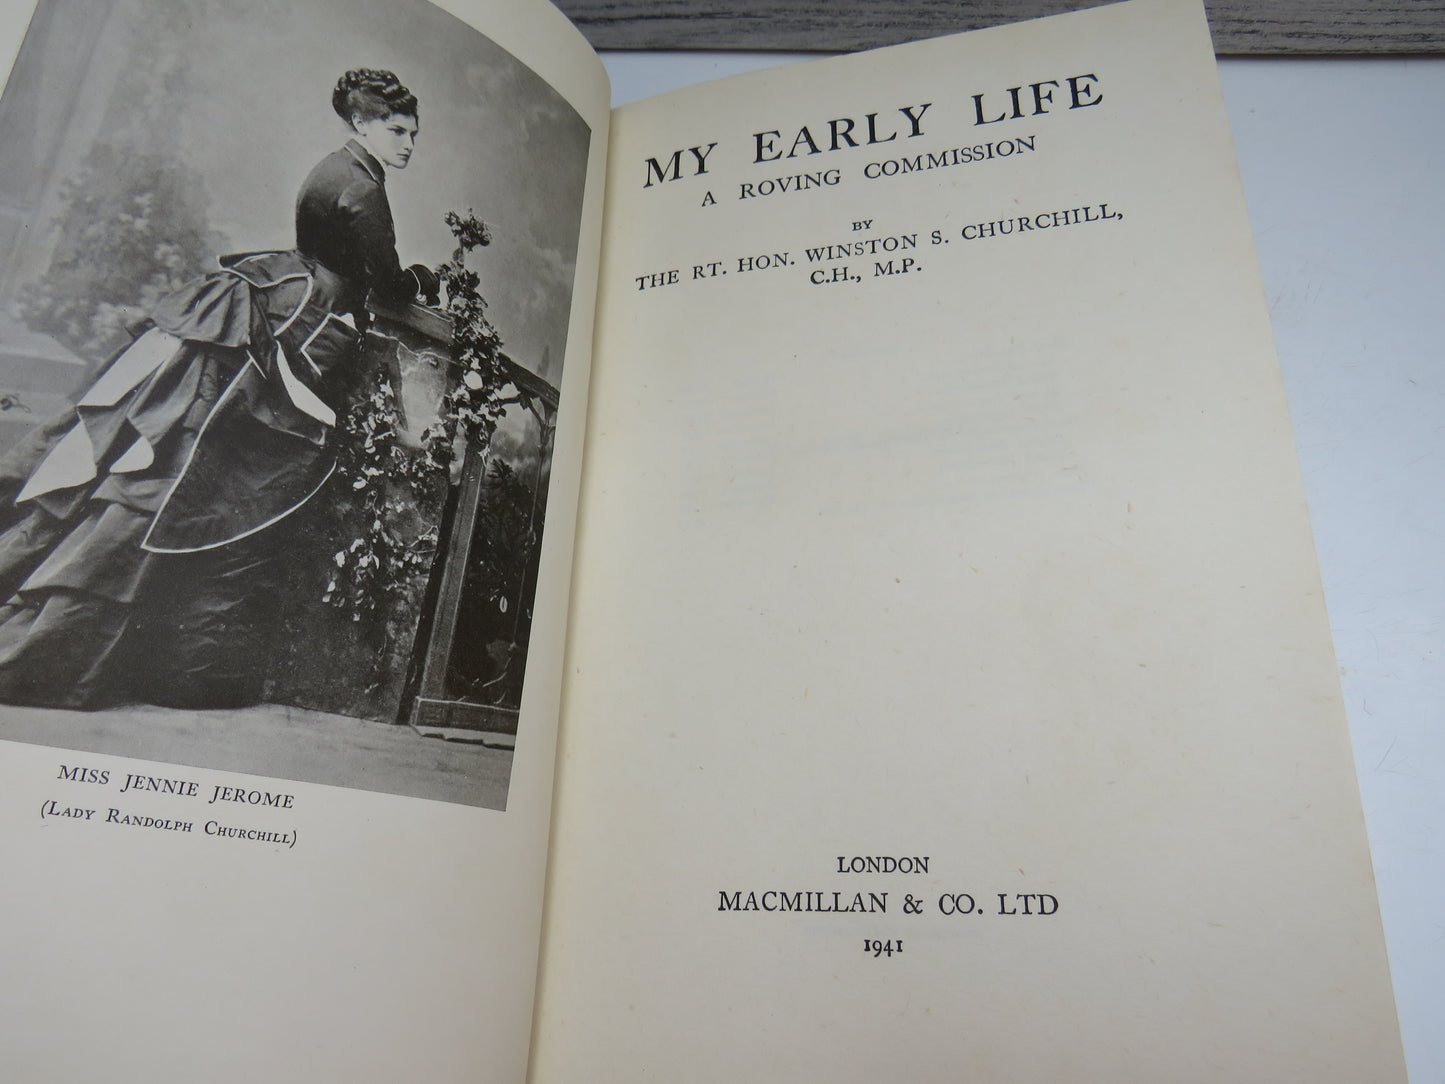 MISS JENNIE JEROME
(LADY RANDOLPH CHURCHILL)
MY EARLY LIFE
A ROVING COMMISSION
BY
THE RT. HON. WINSTON S. CHURCHILL,
C.H., M.P.
LONDON
MACMILLAN & CO. LTD
1941